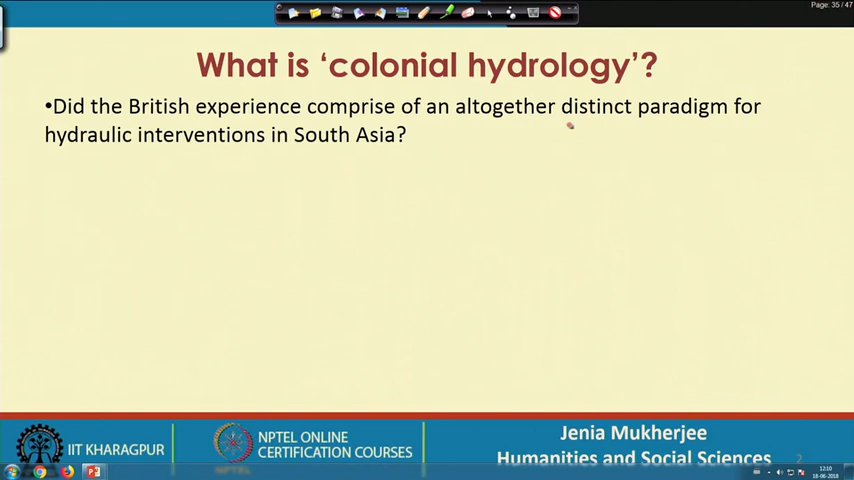 Page: 35 / 47
What is ‘colonial hydrology’?
•Did the British experience comprise of an altogether distinct paradigm for
hydraulic interventions in South Asia?
IIT KHARAGPUR
NPTEL ONLINE
CERTIFICATION COURSES
NPTEL
Jenia Mukherjee
Humanities and Social Sciences
2
12:10
18-06-2018